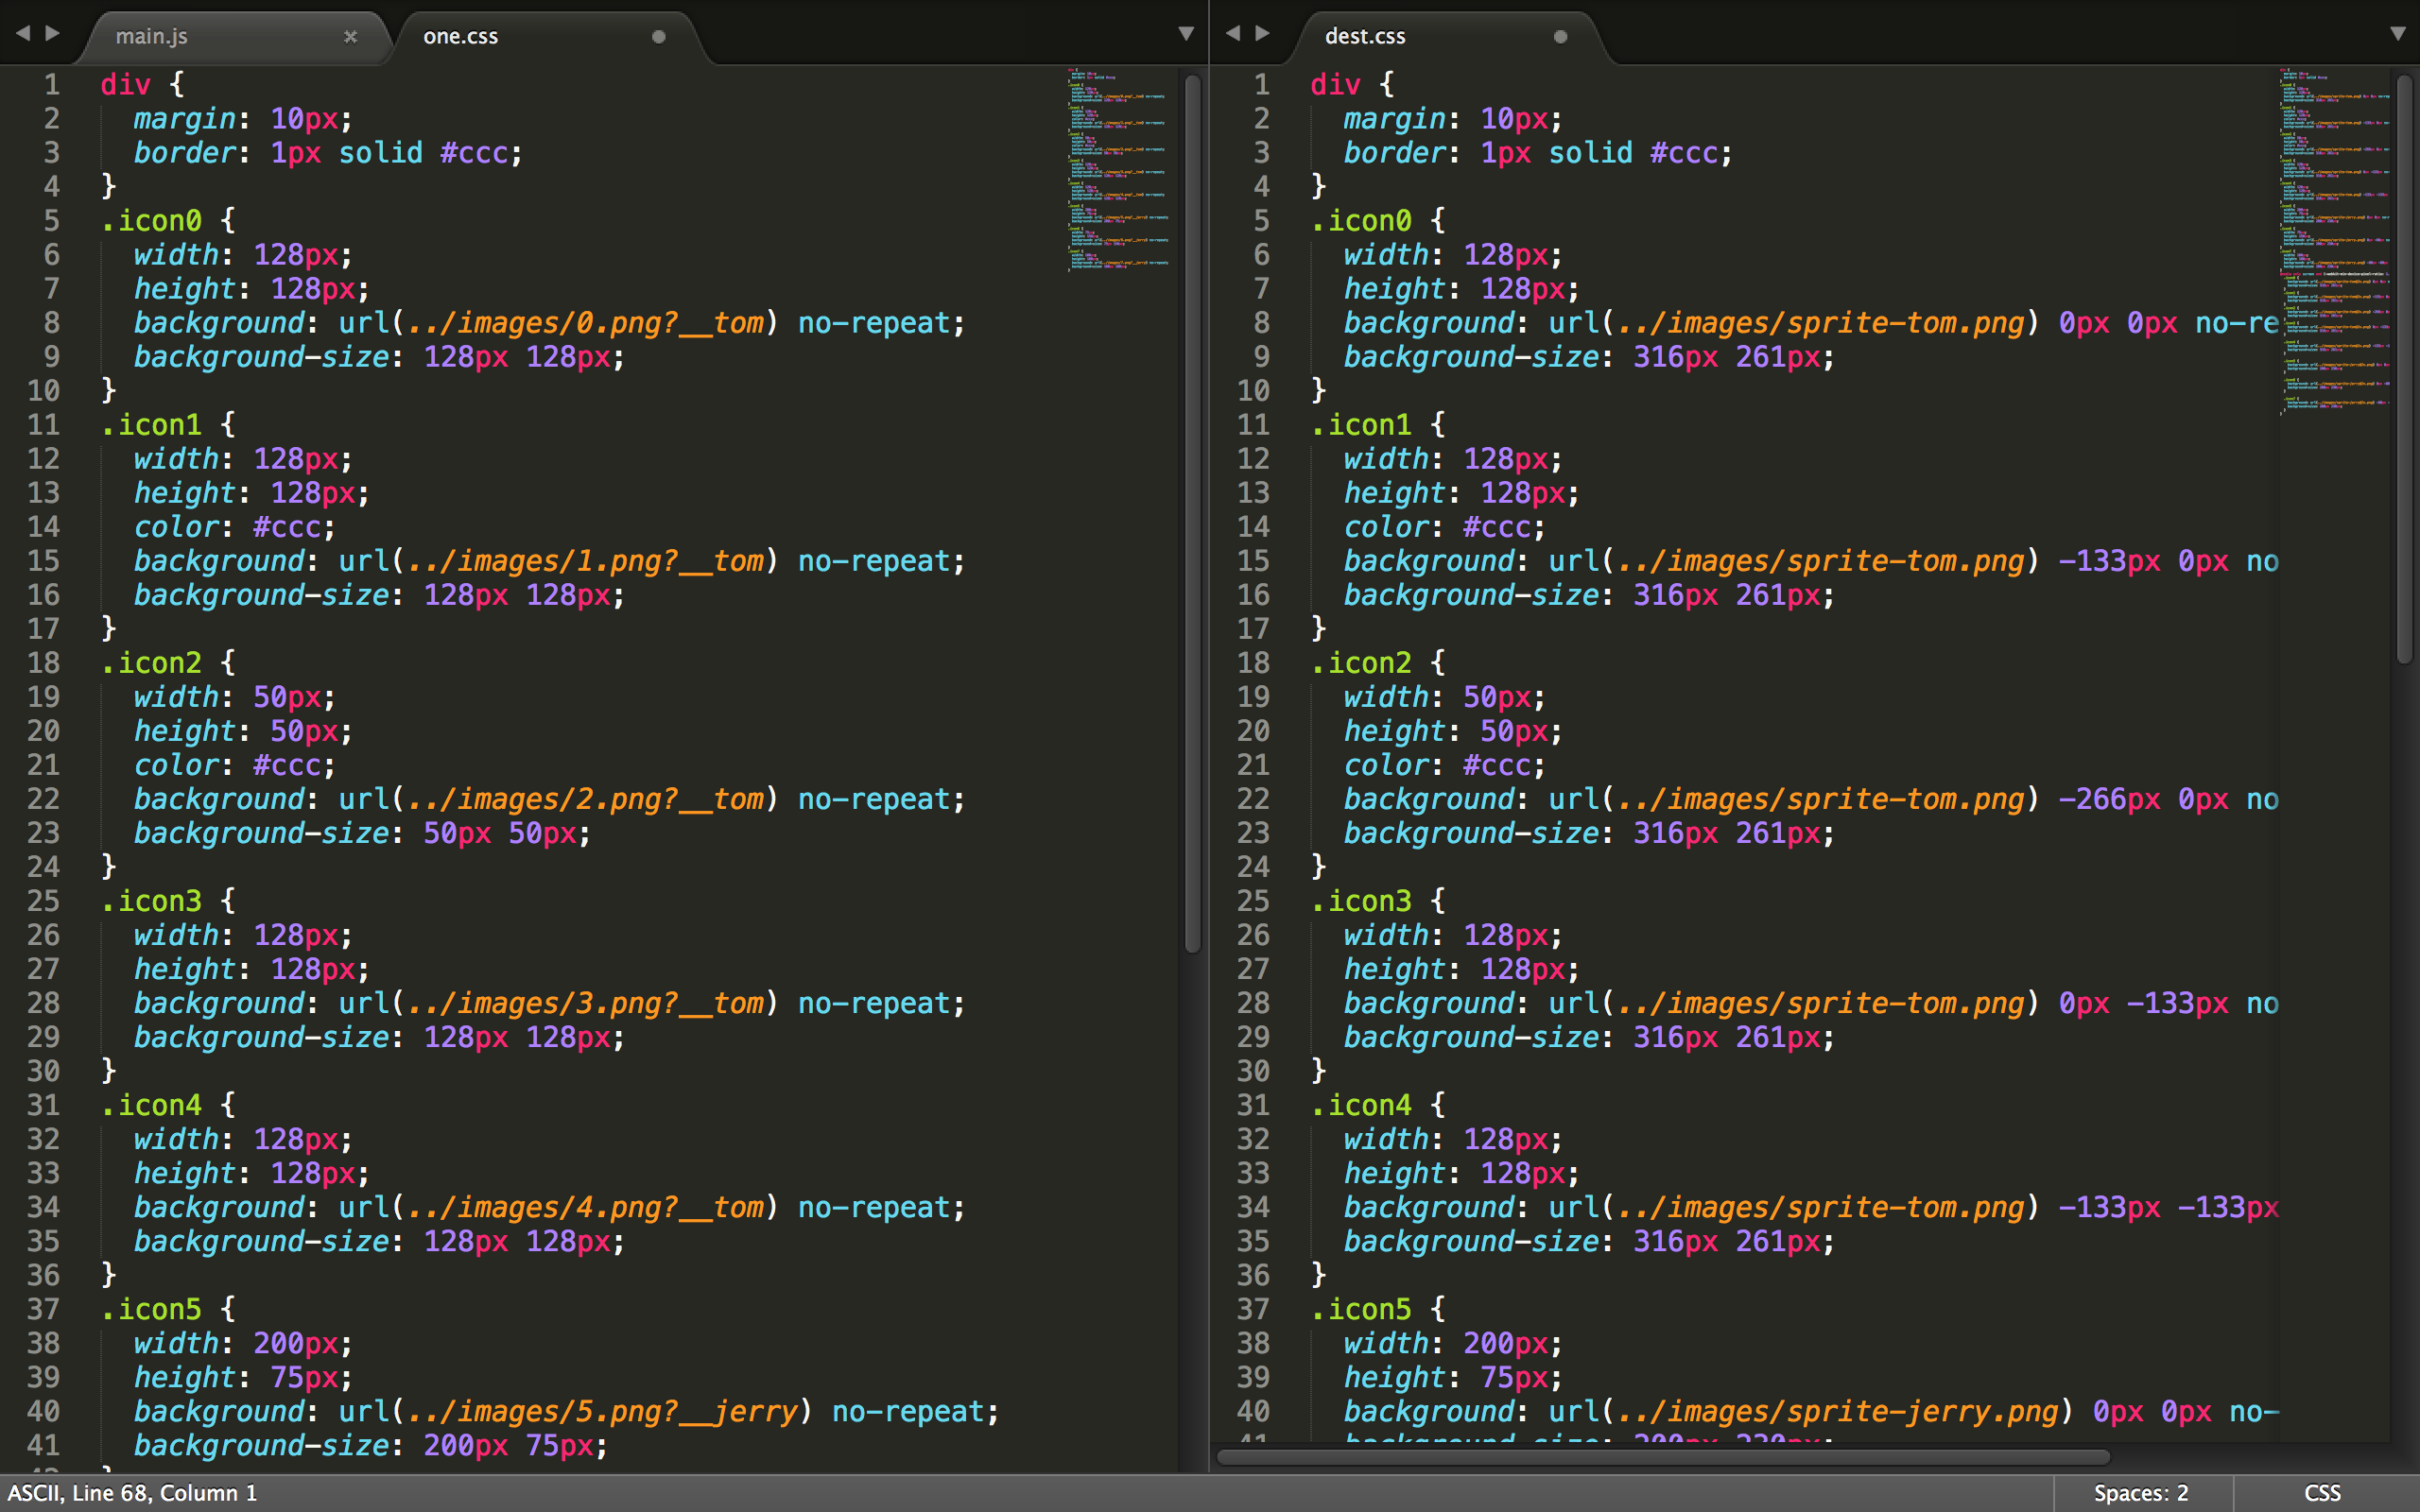 main.js
one.css
1 div {
2 margin: 10px;
3 border: 1px solid #ccc;
4 }
5 .icon0 {
6 width: 128px;
7 height: 128px;
8 background: url(../images/0.png?__tom) no-repeat;
9 background-size: 128px 128px;
10 }
11 .icon1 {
12 width: 128px;
13 height: 128px;
14 color: #ccc;
15 background: url(../images/1.png?__tom) no-repeat;
16 background-size: 128px 128px;
17 }
18 .icon2 {
19 width: 50px;
20 height: 50px;
21 color: #ccc;
22 background: url(../images/2.png?__tom) no-repeat;
23 background-size: 50px 50px;
24 }
25 .icon3 {
26 width: 128px;
27 height: 128px;
28 background: url(../images/3.png?__tom) no-repeat;
29 background-size: 128px 128px;
30 }
31 .icon4 {
32 width: 128px;
33 height: 128px;
34 background: url(../images/4.png?__tom) no-repeat;
35 background-size: 128px 128px;
36 }
37 .icon5 {
38 width: 200px;
39 height: 75px;
40 background: url(../images/5.png?__jerry) no-repeat;
41 background-size: 200px 75px;
dest.css
1 div {
2 margin: 10px;
3 border: 1px solid #ccc;
4 }
5 .icon0 {
6 width: 128px;
7 height: 128px;
8 background: url(../images/sprite-tom.png) 0px 0px no-re
9 background-size: 316px 261px;
10 }
11 .icon1 {
12 width: 128px;
13 height: 128px;
14 color: #ccc;
15 background: url(../images/sprite-tom.png) -133px 0px no
16 background-size: 316px 261px;
17 }
18 .icon2 {
19 width: 50px;
20 height: 50px;
21 color: #ccc;
22 background: url(../images/sprite-tom.png) -266px 0px no
23 background-size: 316px 261px;
24 }
25 .icon3 {
26 width: 128px;
27 height: 128px;
28 background: url(../images/sprite-tom.png) 0px -133px no
29 background-size: 316px 261px;
30 }
31 .icon4 {
32 width: 128px;
33 height: 128px;
34 background: url(../images/sprite-tom.png) -133px -133px
35 background-size: 316px 261px;
36 }
37 .icon5 {
38 width: 200px;
39 height: 75px;
40 background: url(../images/sprite-jerry.png) 0px 0px no-
ASCII, Line 68, Column 1
Spaces: 2
CSS